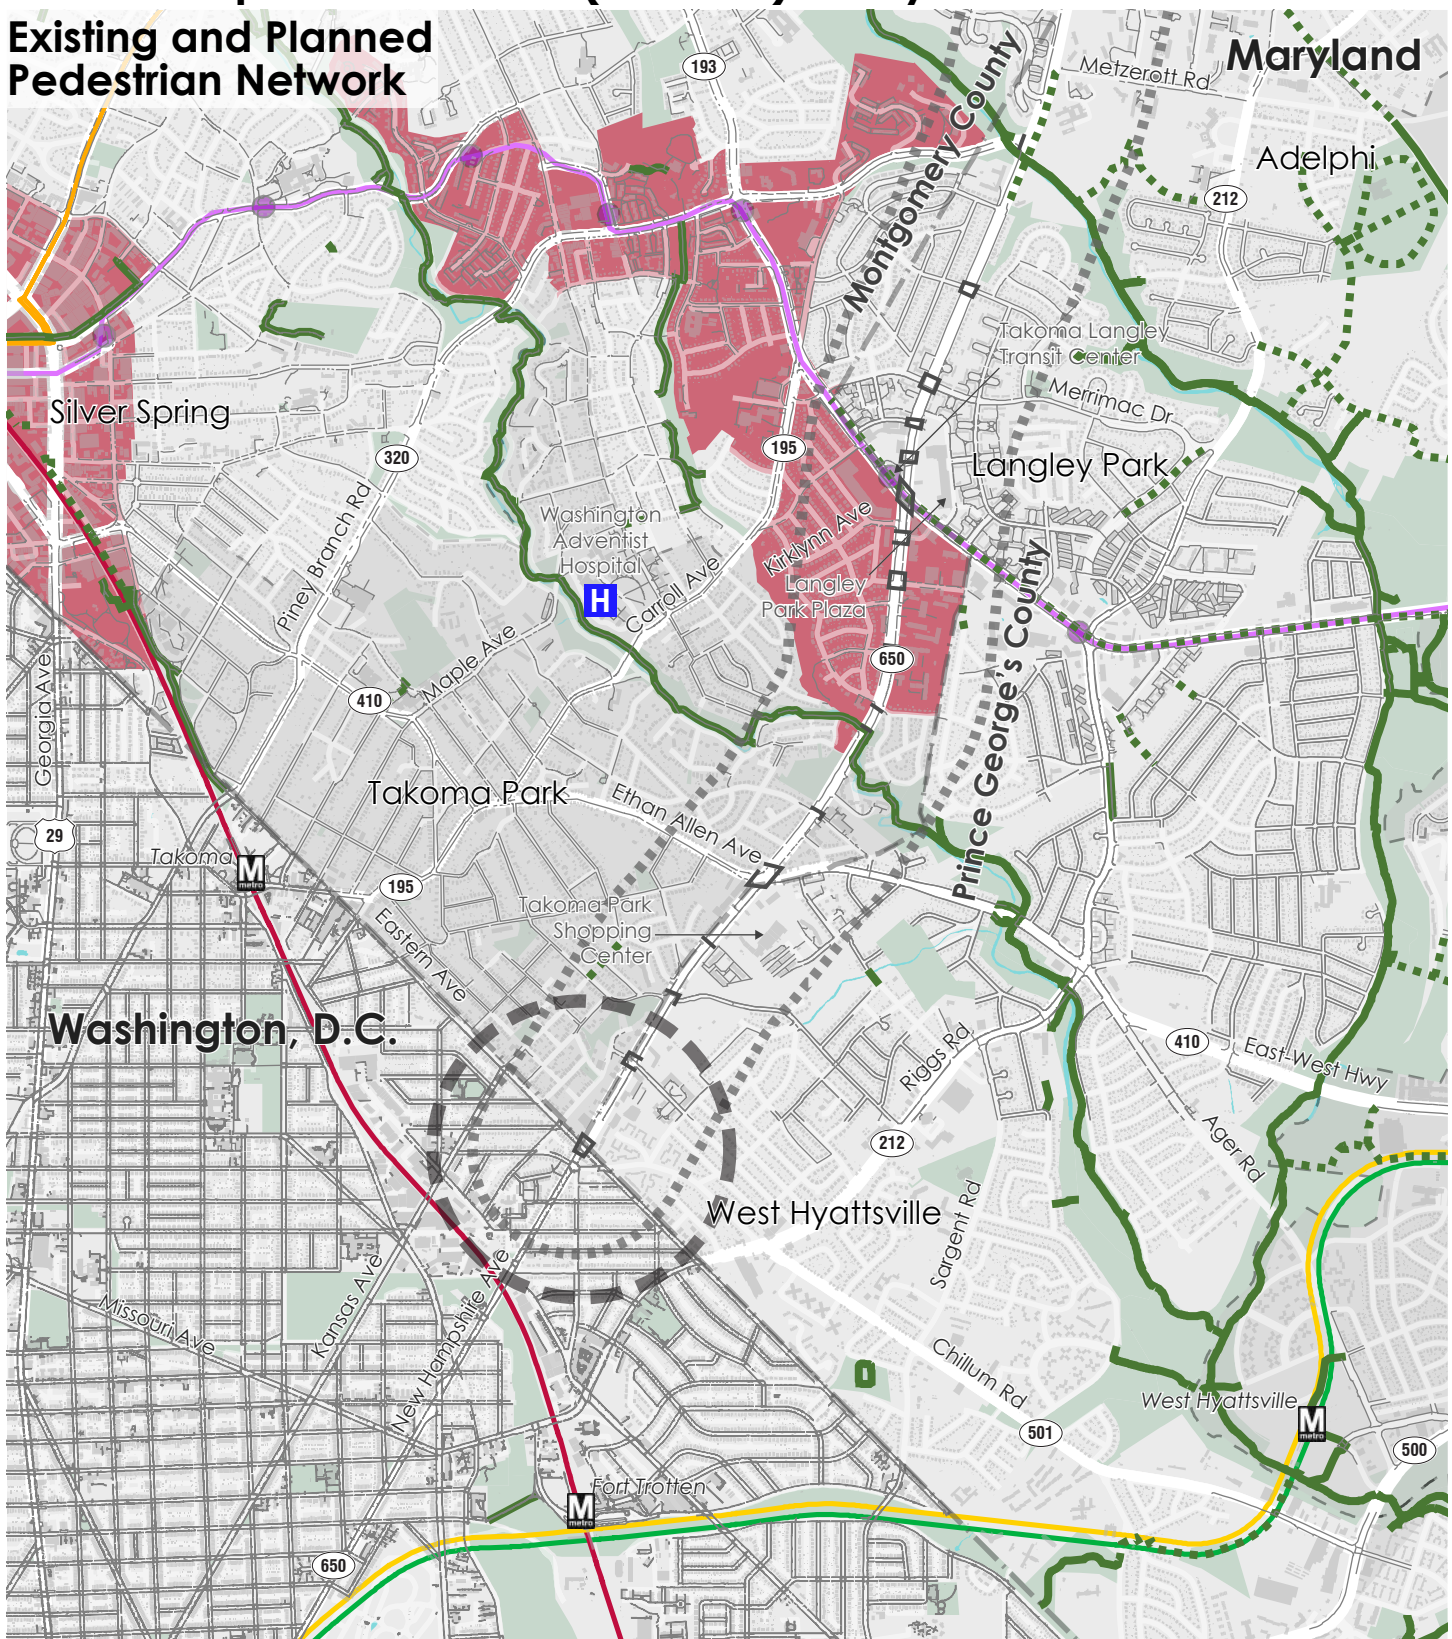 Existing and Planned
Pedestrian Network
Maryland
193
Metzerott Rd
Adelphi
212
Montgomery County
Takoma Langley
Transit Center
Merrimac Dr
Silver Spring
320
195
Langley Park
Piney Branch Rd
Washington
Adventist
Hospital
H
Kirklynn Ave
Langley
Park Plaza
Carroll Ave
Maple Ave
410
650
Prince George's County
Georgia Ave
Takoma Park
Ethan Allen Ave
29
Takoma
M
metro
195
Eastern Ave
Takoma Park
Shopping
Center
Washington, D.C.
Riggs Rd
410
East-West Hwy
212
Ager Rd
West Hyattsville
Sargent Rd
Missouri Ave
Kansas Ave
New Hampshire Ave
Chillum Rd
West Hyattsville
M
metro
501
500
Fort Trotten
M
metro
650